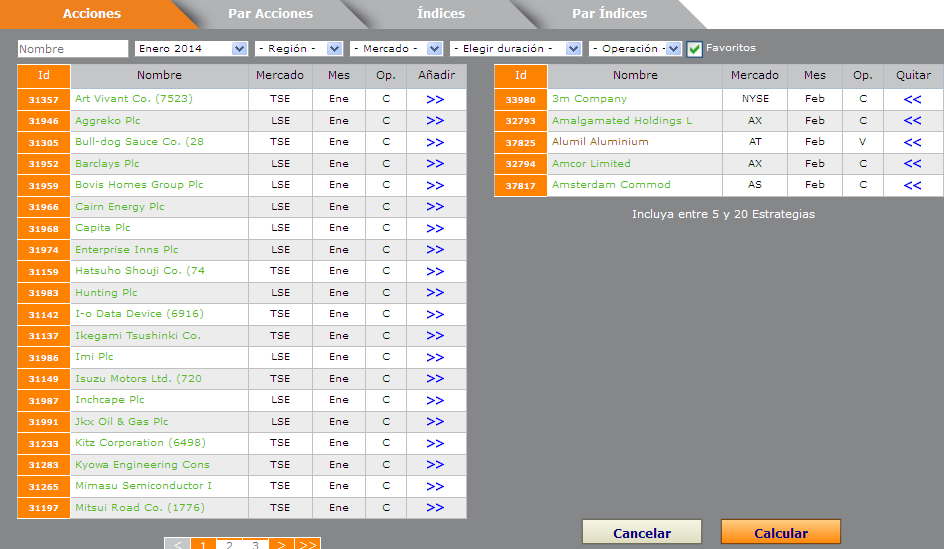 Acciones Par Acciones Índices Par Índices
Nombre Enero 2014 - Región - - Mercado - - Elegir duración - - Operación - Favoritos
Id Nombre Mercado Mes Op. Añadir
31357 Art Vivant Co. (7523) TSE Ene C >>
31946 Aggreko Plc LSE Ene C >>
31305 Bull-dog Sauce Co. (28 TSE Ene C >>
31952 Barclays Plc LSE Ene C >>
31959 Bovis Homes Group Plc LSE Ene C >>
31966 Cairn Energy Plc LSE Ene C >>
31968 Capita Plc LSE Ene C >>
31974 Enterprise Inns Plc LSE Ene C >>
31159 Hatsuho Shouji Co. (74 TSE Ene C >>
31983 Hunting Plc LSE Ene C >>
31142 I-o Data Device (6916) TSE Ene C >>
31137 Ikegami Tsushinki Co. TSE Ene C >>
31986 Imi Plc LSE Ene C >>
31149 Isuzu Motors Ltd. (720 TSE Ene C >>
31987 Inchcape Plc LSE Ene C >>
31991 Jkx Oil & Gas Plc LSE Ene C >>
31233 Kitz Corporation (6498) TSE Ene C >>
31283 Kyowa Engineering Cons TSE Ene C >>
31265 Mimasu Semiconductor I TSE Ene C >>
31197 Mitsui Road Co. (1776) TSE Ene C >>
< 1 2 3 > >>
Id Nombre Mercado Mes Op. Quitar
33980 3m Company NYSE Feb C <<
32793 Amalgamated Holdings L AX Feb C <<
37825 Alumil Aluminium AT Feb V <<
32794 Amcor Limited AX Feb C <<
37817 Amsterdam Commod AS Feb C <<
Incluya entre 5 y 20 Estrategias
Cancelar Calcular